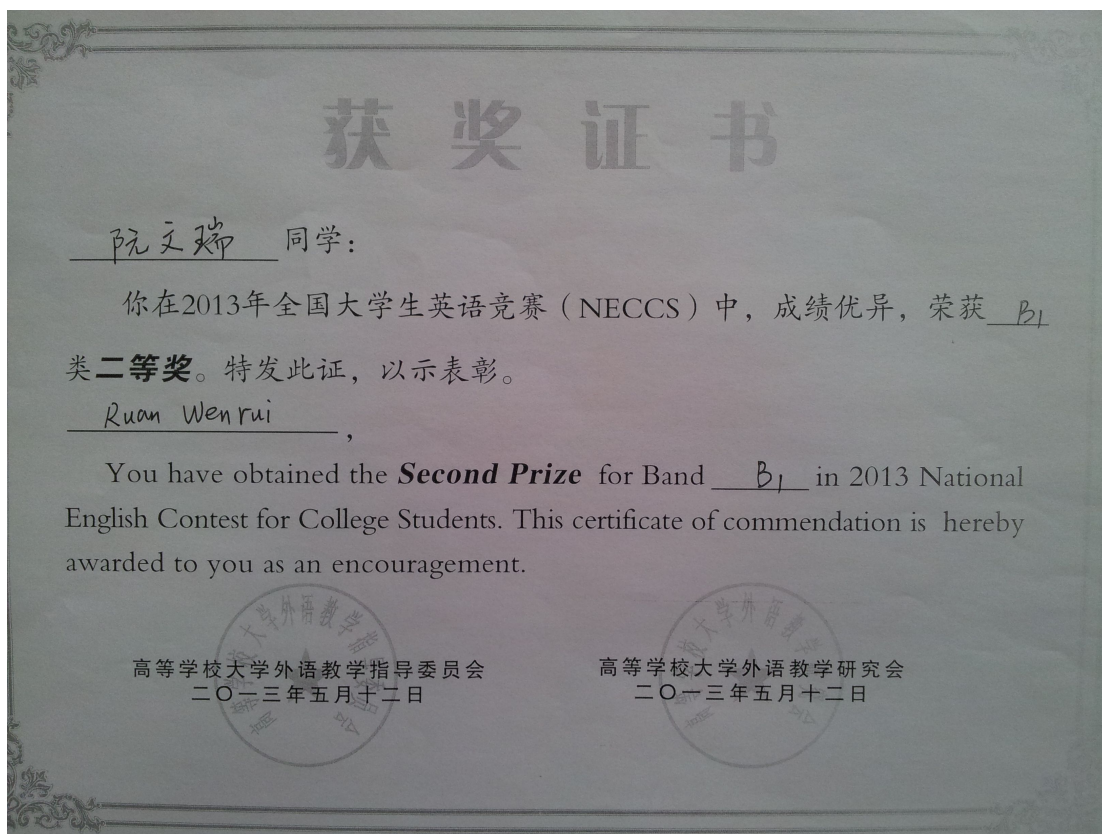 获奖证书
阮文瑞 同学：
你在2013年全国大学生英语竞赛（NECCS）中，成绩优异，荣获 B1
类二等奖。特发此证，以示表彰。
Ruan Wenrui ,
You have obtained the Second Prize for Band B1 in 2013 National
English Contest for College Students. This certificate of commendation is hereby
awarded to you as an encouragement.
高等学校大学外语教学指导委员会
二〇一三年五月十二日
高等学校大学外语教学研究会
二〇一三年五月十二日